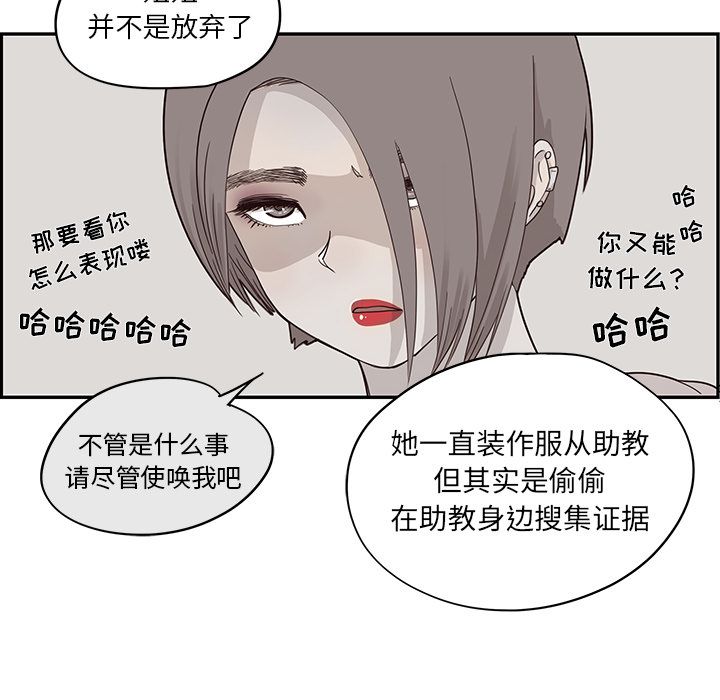 并不是放弃了
那要看你
怎么表现喽
哈哈哈哈哈
哈
哈
你又能
做什么？
哈哈
不管是什么事
请尽管使唤我吧
她一直装作服从助教
但其实是偷偷
在助教身边搜集证据